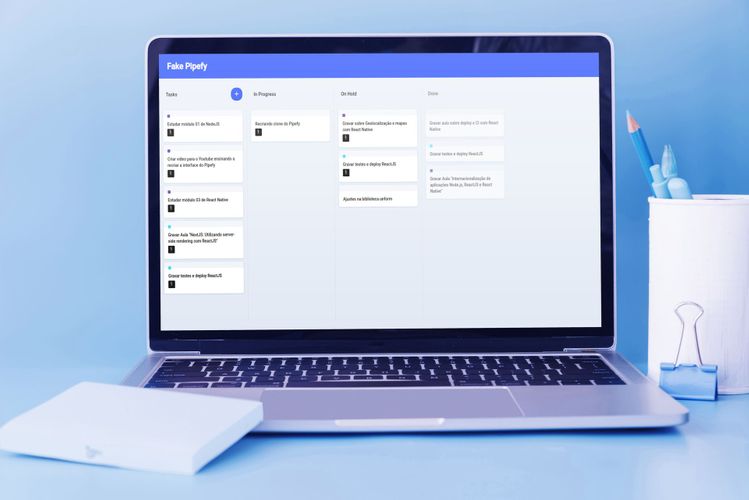 Fake Pipefy
Tasks
+
Estudar módulo 01 de NodeJS
Criar vídeo para o Youtube ensinando a
recriar a interface do Pipefy
Estudar módulo 03 de React Native
Gravar Aula "NextJS: Utilizando server-
side rendering com ReactJS"
Gravar testes e deploy ReactJS
In Progress
Recriando clone do Pipefy
On Hold
Gravar sobre Geolocalização e mapas
com React Native
Gravar testes e deploy ReactJS
Ajustes na biblioteca unform
Done
Gravar aula sobre deploy e CI com React
Native
Gravar testes e deploy ReactJS
Gravar Aula "Internacionalização de
aplicações Node.js, ReactJS e React
Native"